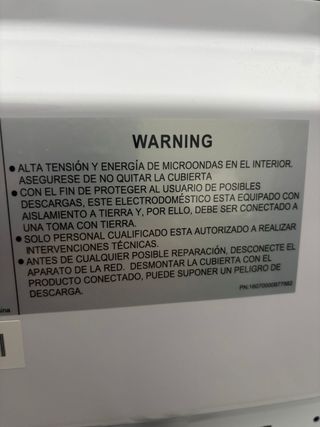 WARNING
• ALTA TENSIÓN Y ENERGÍA DE MICROONDAS EN EL INTERIOR.
ASEGURESE DE NO QUITAR LA CUBIERTA
• CON EL FIN DE PROTEGER AL USUARIO DE POSIBLES
DESCARGAS, ESTE ELECTRODOMÉSTICO ESTA EQUIPADO CON
AISLAMIENTO A TIERRA Y, POR ELLO, DEBE SER CONECTADO A
UNA TOMA CON TIERRA.
• SOLO PERSONAL CUALIFICADO ESTA AUTORIZADO A REALIZAR
INTERVENCIONES TÉCNICAS.
• ANTES DE CUALQUIER POSIBLE REPARACIÓN, DESCONECTE EL
APARATO DE LA RED. DESMONTAR LA CUBIERTA CON EL
PRODUCTO CONECTADO, PUEDE SUPONER UN PELIGRO DE
DESCARGA.